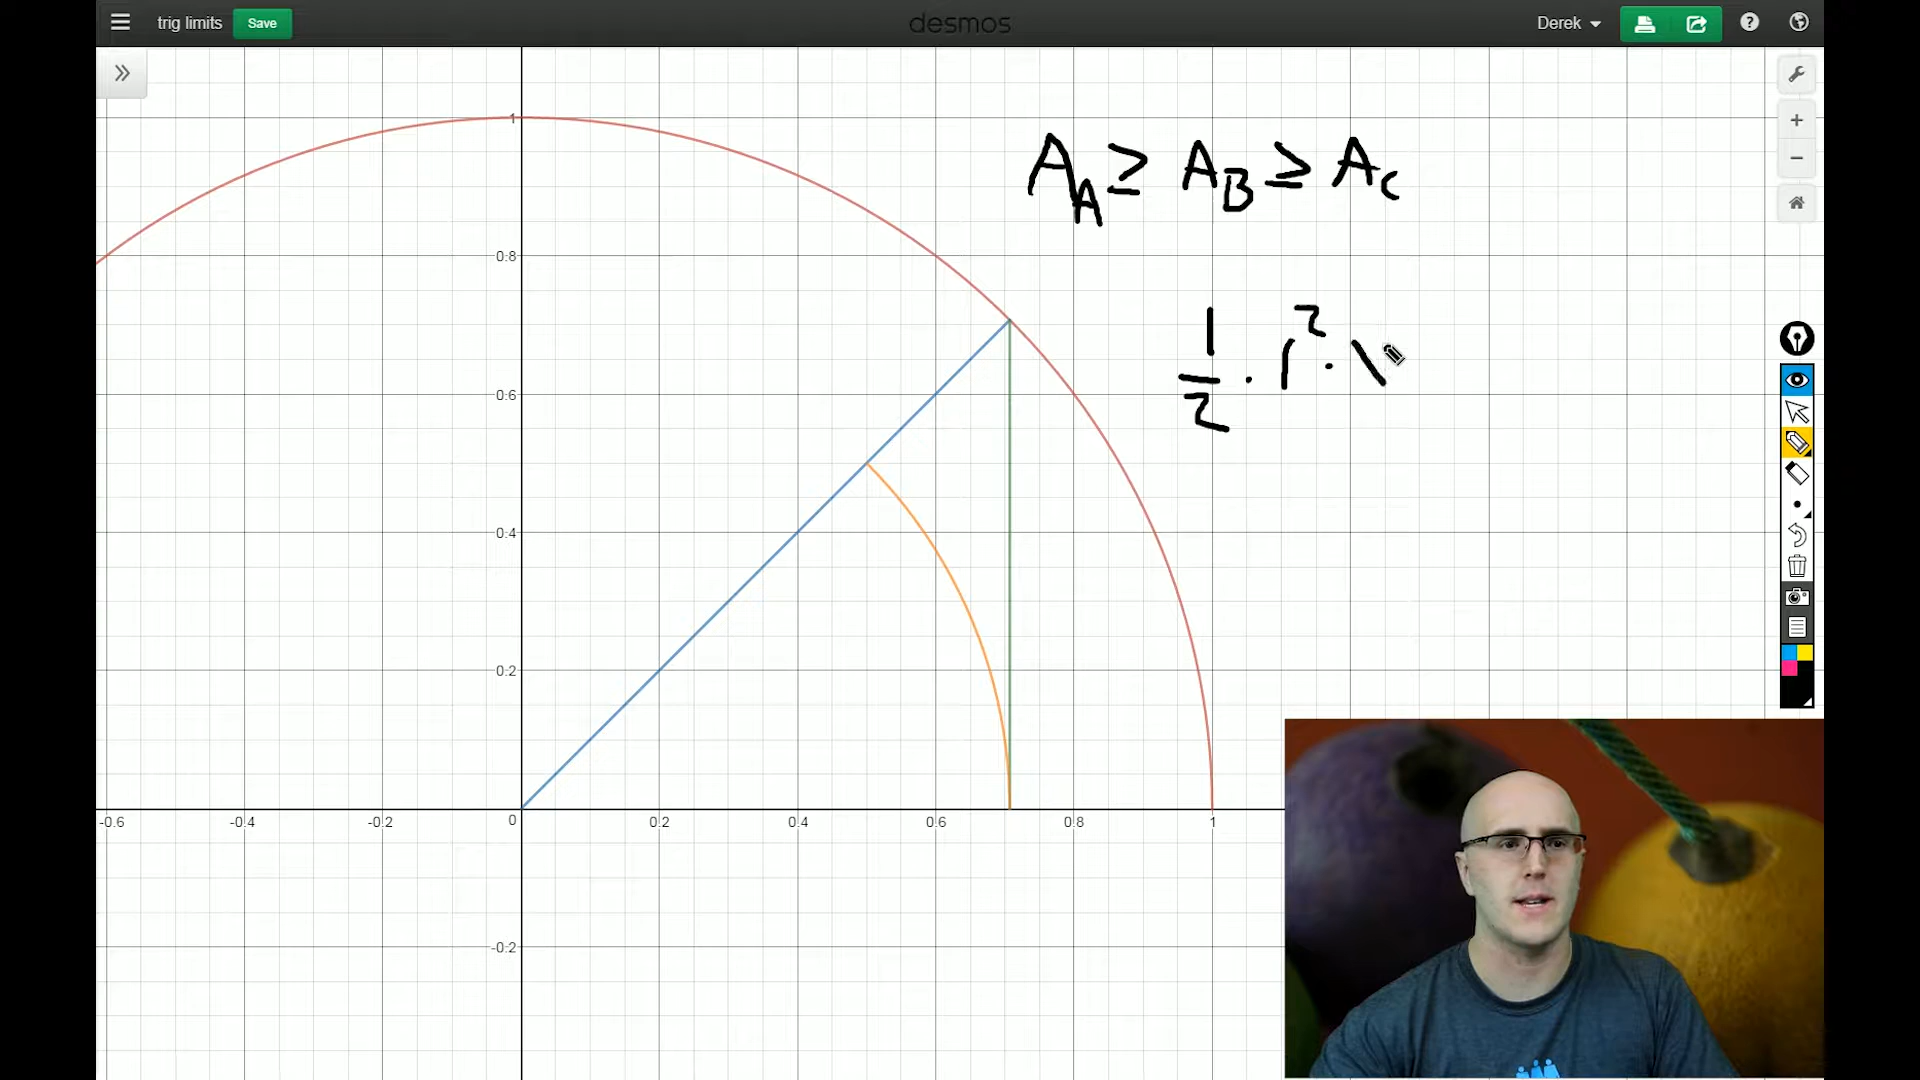 trig limits Save desmos Derek
A_A ≥ A_B ≥ A_C
1/2 · 1² ·
1
0.8
0.6
0.4
0.2
-0.6 -0.4 -0.2 0 0.2 0.4 0.6 0.8 1
-0.2